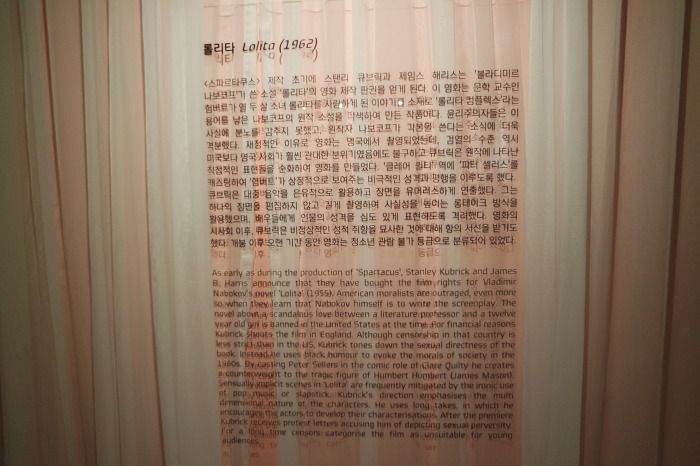 롤리타 Lolita (1962)
<스파르타쿠스> 제작 초기에 스탠리 큐브릭과 제임스 해리스는 '블라디미르
나보코프'가 쓴 소설 '롤리타'의 영화 제작 판권을 얻게 된다. 이 영화는 문학 교수인
험버트가 열 두 살 소녀 롤리타를 사랑하게 된 이야기를 소재로 '롤리타 컴플렉스'라는
용어를 낳은 나보코프의 원작 소설을 각색하여 만든 작품이다. 윤리주의자들은 이
사실에 분노를 감추지 못했고, 원작자 나보코프가 각본을 쓴다는 소식에 더욱
격분했다. 재정적인 이유로 영화는 영국에서 촬영되었는데, 검열의 수준 역시
미국보다 영국 사회가 훨씬 관대한 분위기였음에도 불구하고 큐브릭은 원작에 나타난
직접적인 표현들을 순화하여 영화를 만들었다. '클레어 퀼티' 역에 '피터 셀러스'를
캐스팅하여 '험버트'가 상징적으로 보여주는 비극적인 성격과 평행을 이루도록 했다.
큐브릭은 대중 음악을 은유적으로 활용하고 장면을 유머러스하게 연출했다. 그는
하나의 장면을 편집하지 않고 길게 촬영하여 사실성을 높이는 롱테이크 방식을
활용했으며, 배우들에게 인물의 성격을 심도 있게 표현하도록 격려했다. 영화의
시사회 이후, 큐브릭은 비정상적인 성적 취향을 묘사한 것에 대해 항의 서신을 받기도
했다. 개봉 이후 오랜 기간 동안 영화는 청소년 관람 불가 등급으로 분류되어 있었다.
As early as during the production of 'Spartacus', Stanley Kubrick and James
B. Harris announce that they have bought the film rights for Vladimir
Nabokov's novel 'Lolita' (1955). American moralists are outraged, even more
so when they learn that Nabokov himself is to write the screenplay. The
novel about a scandalous love between a literature professor and a twelve
year old girl is banned in the United States at the time. For financial reasons
Kubrick shoots the film in England. Although censorship in that country is
less strict than in the US, Kubrick tones down the sexual directness of the
book. Instead he uses black humour to evoke the morals of society in the
1960s. By casting Peter Sellers in the comic role of Clare Quilty he creates
a counterweight to the tragic figure of Humbert Humbert (James Mason).
Sensually implicit scenes in 'Lolita' are frequently mitigated by the ironic use
of pop music or slapstick. Kubrick's direction emphasises the multi
dimensional nature of the characters. He uses long takes, in which he
encourages the actors to develop their characterisations. After the premiere
Kubrick receives protest letters accusing him of depicting sexual perversity.
For a long time censors categorise the film as unsuitable for young
audiences.